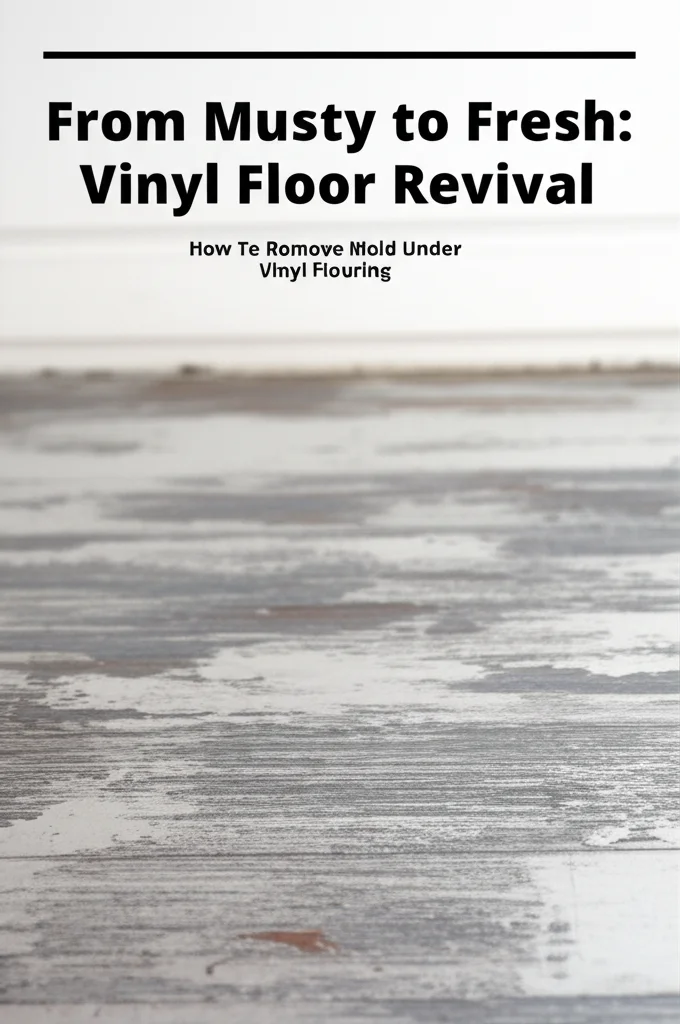 From Musty to Fresh:
Vinyl Floor Revival
How Te Romove Mold Under
VInyl Flouring